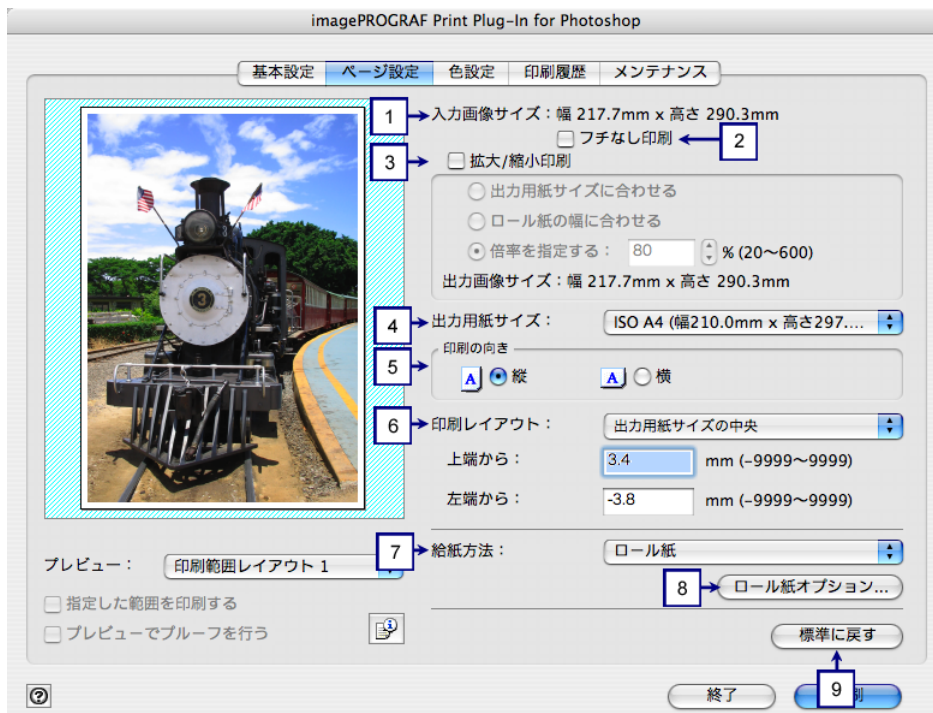 imagePROGRAF Print Plug-In for Photoshop
基本設定 ページ設定 色設定 印刷履歴 メンテナンス
1 入力画像サイズ：幅 217.7mm x 高さ 290.3mm
フチなし印刷 2
3 拡大/縮小印刷
出力用紙サイズに合わせる
ロール紙の幅に合わせる
倍率を指定する： 80 % (20～600)
出力画像サイズ：幅 217.7mm x 高さ 290.3mm
4 出力用紙サイズ： ISO A4 (幅210.0mm x 高さ297....
印刷の向き
5 A 縦 A 横
6 印刷レイアウト： 出力用紙サイズの中央
上端から： 3.4 mm (-9999～9999)
左端から： -3.8 mm (-9999～9999)
7 給紙方法： ロール紙
8 ロール紙オプション...
プレビュー： 印刷範囲レイアウト 1
指定した範囲を印刷する
プレビューでプルーフを行う
標準に戻す
9
? 終了 刷
3